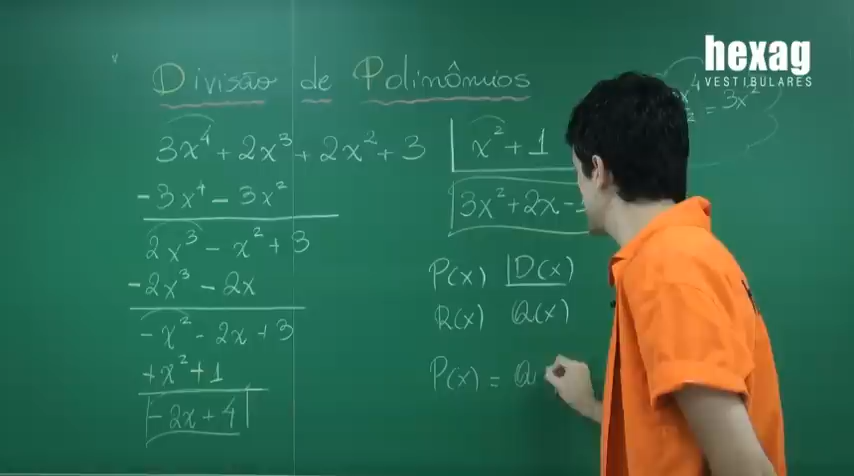 hexag
VESTIBULARES
Divisão de Polinômios
3x⁴ + 2x³ + 2x² + 3 | x² + 1
-3x⁴ - 3x² 3x² + 2x -
2x³ - x² + 3
-2x³ - 2x
-x² - 2x + 3
+x² + 1
-2x + 4
= 3x²
P(x) |D(x)
R(x) Q(x)
P(x) = Q